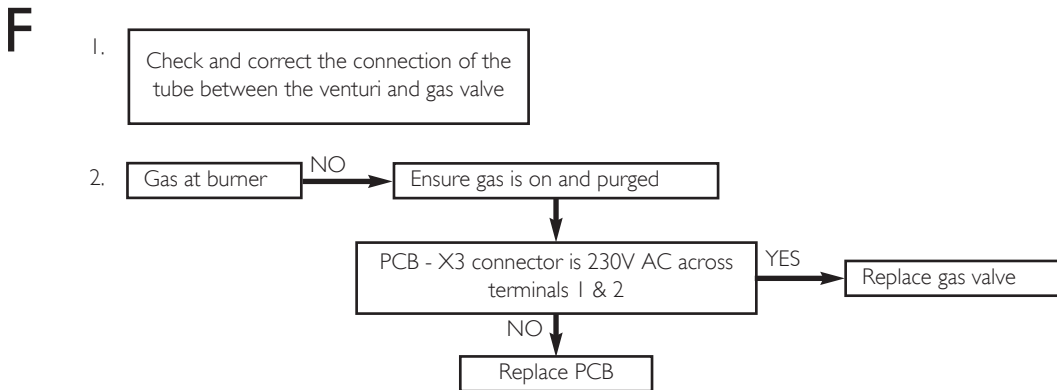 F
1.
Check and correct the connection of the
tube between the venturi and gas valve
2.
Gas at burner
NO
Ensure gas is on and purged
PCB - X3 connector is 230V AC across
terminals 1 & 2
YES
Replace gas valve
NO
Replace PCB